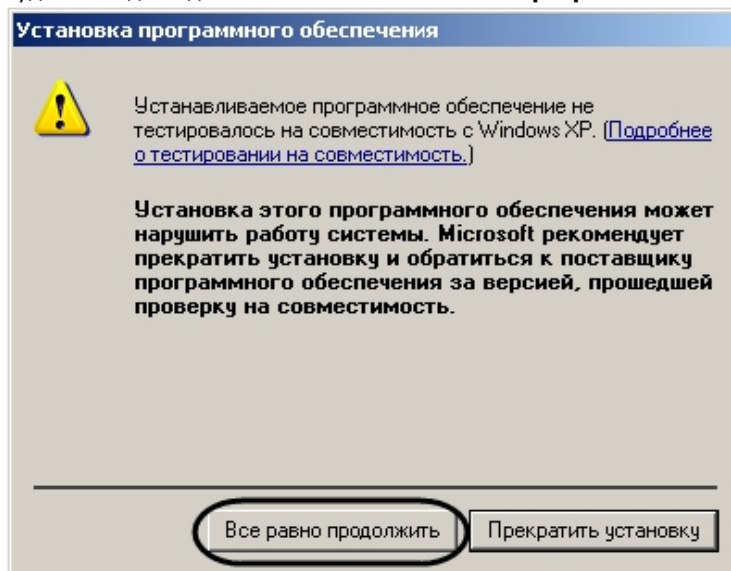 Установка программного обеспечения
Устанавливаемое программное обеспечение не
тестировалось на совместимость с Windows XP. (Подробнее
о тестировании на совместимость.)
Установка этого программного обеспечения может
нарушить работу системы. Microsoft рекомендует
прекратить установку и обратиться к поставщику
программного обеспечения за версией, прошедшей
проверку на совместимость.
Все равно продолжить Прекратить установку